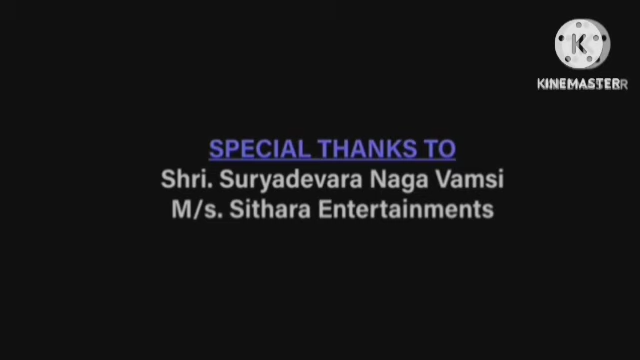 K
KINEMASTER
SPECIAL THANKS TO
Shri. Suryadevara Naga Vamsi
M/s. Sithara Entertainments